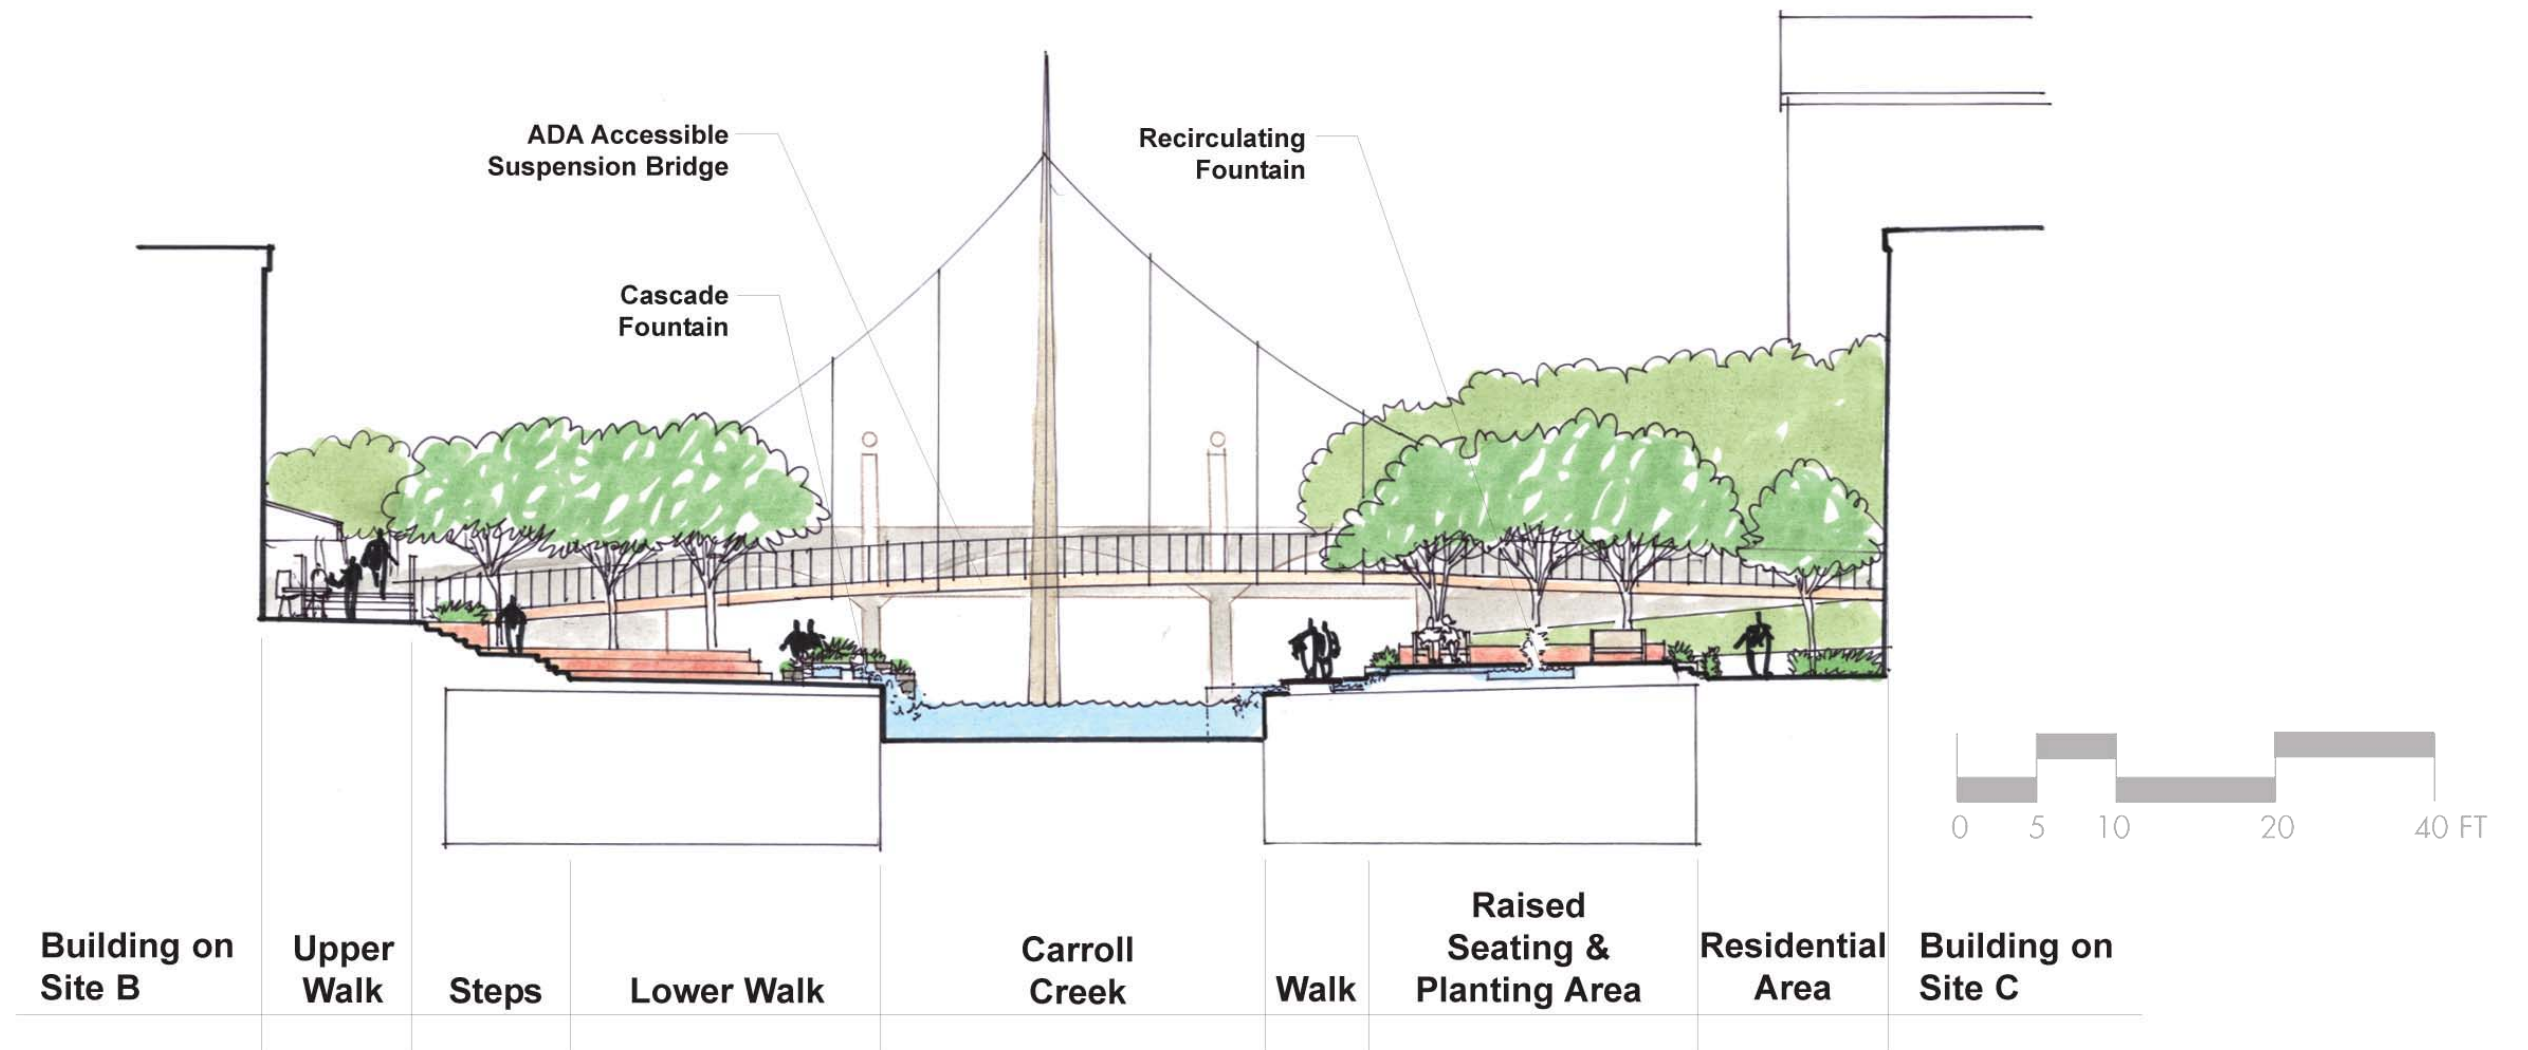 ADA Accessible
Suspension Bridge
Recirculating
Fountain
Cascade
Fountain
0 5 10 20 40 FT
Building on
Site B
Upper
Walk
Steps
Lower Walk
Carroll
Creek
Walk
Raised
Seating &
Planting Area
Residential
Area
Building on
Site C